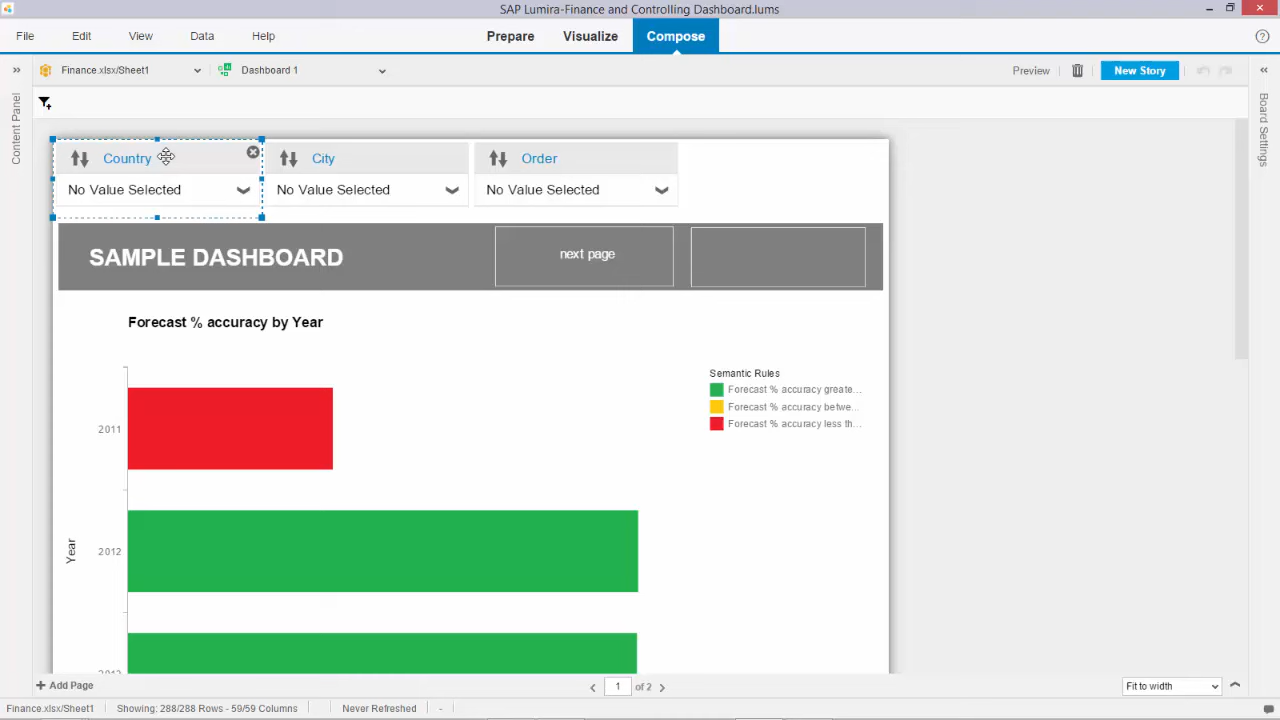 SAP Lumira-Finance and Controlling Dashboard.lums
File Edit View Data Help Prepare Visualize Compose
Finance.xlsx/Sheet1 Dashboard 1 Preview New Story
Content Panel
Board Settings
Country City Order
No Value Selected No Value Selected No Value Selected
SAMPLE DASHBOARD next page
Forecast % accuracy by Year
Semantic Rules
Forecast % accuracy greate...
Forecast % accuracy betwe...
Forecast % accuracy less th...
2011
Year
2012
Add Page 1 of 2 Fit to width
Finance.xlsx/Sheet1 Showing: 288/288 Rows - 59/59 Columns Never Refreshed -